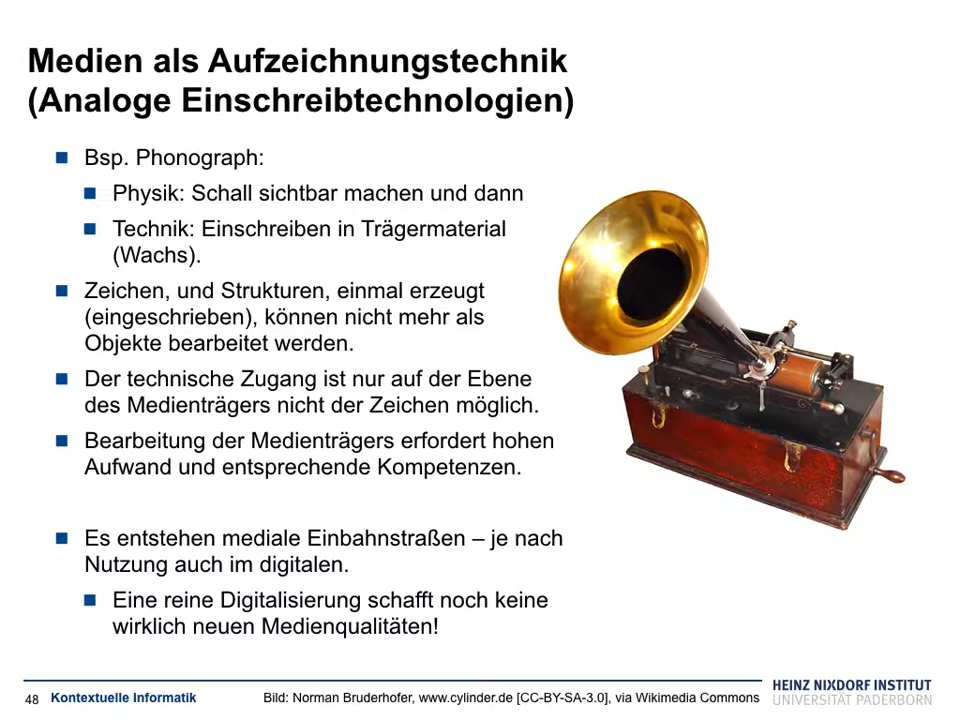 Medien als Aufzeichnungstechnik
(Analoge Einschreibtechnologien)
Bsp. Phonograph:
Physik: Schall sichtbar machen und dann
Technik: Einschreiben in Trägermaterial
(Wachs).
Zeichen, und Strukturen, einmal erzeugt
(eingeschrieben), können nicht mehr als
Objekte bearbeitet werden.
Der technische Zugang ist nur auf der Ebene
des Medienträgers nicht der Zeichen möglich.
Bearbeitung der Medienträgers erfordert hohen
Aufwand und entsprechende Kompetenzen.
Es entstehen mediale Einbahnstraßen – je nach
Nutzung auch im digitalen.
Eine reine Digitalisierung schafft noch keine
wirklich neuen Medienqualitäten!
48 Kontextuelle Informatik
Bild: Norman Bruderhofer, www.cylinder.de [CC-BY-SA-3.0], via Wikimedia Commons
HEINZ NIXDORF INSTITUT
UNIVERSITÄT PADERBORN